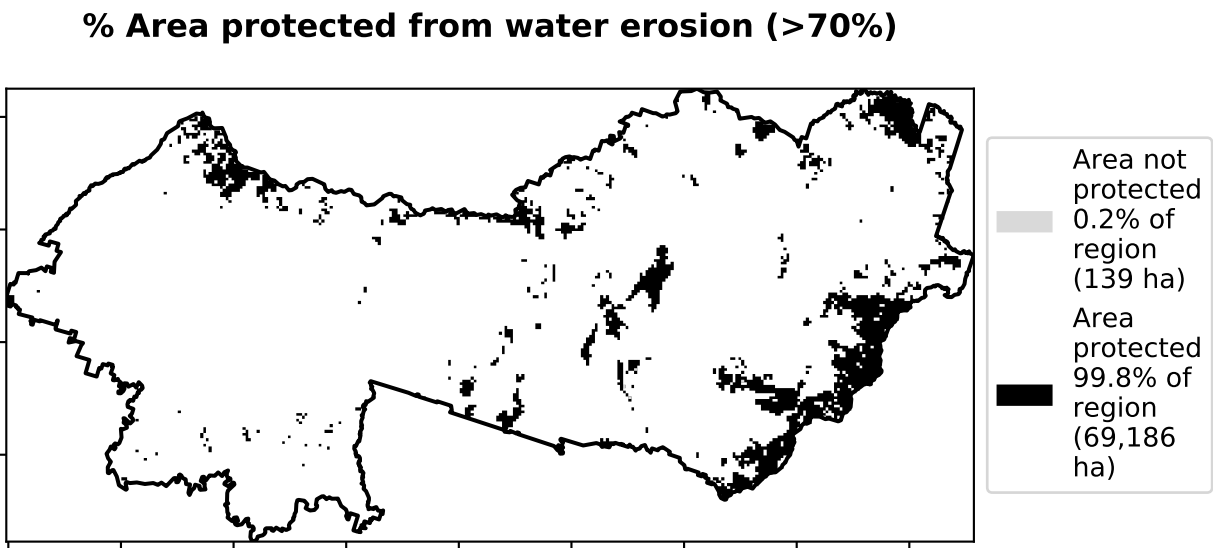 % Area protected from water erosion (>70%)
Area not
protected
0.2% of
region
(139 ha)
Area
protected
99.8% of
region
(69,186
ha)